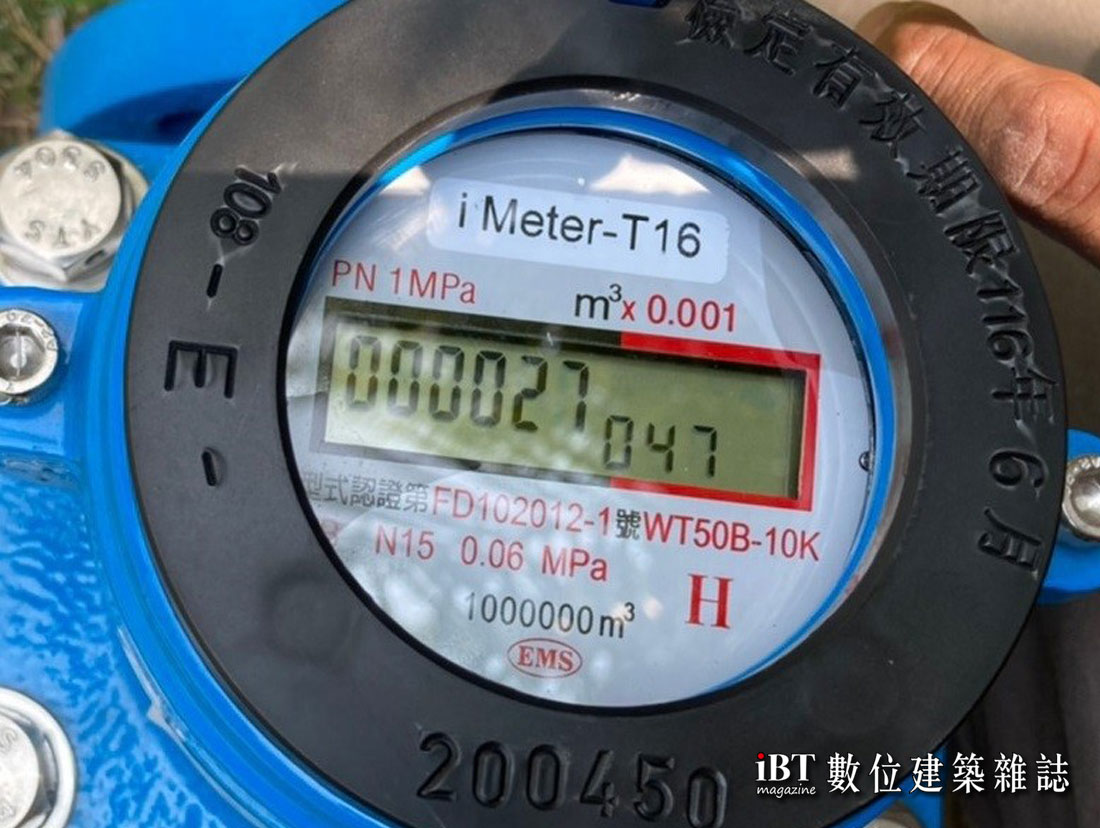 檢定有效期限116年6月
108-E-
i Meter-T16
PN 1MPa
m³x 0.001
000027
047
型式認證第FD102012-1號WT50B-10K
N15 0.06 MPa
H
1000000m³
EMS
200450
iBT magazine 數位建築雜誌